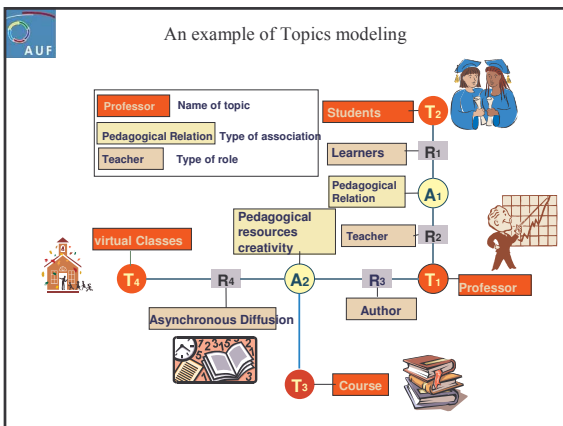 An example of Topics modeling
AUF
Professor Name of topic
Pedagogical Relation Type of association
Teacher Type of role
Students
T2
Learners
R1
Pedagogical
Relation
A1
Pedagogical
resources
creativity
Teacher
R2
virtual Classes
T4
R4
A2
R3
T1
Professor
Asynchronous Diffusion
Author
T3
Course